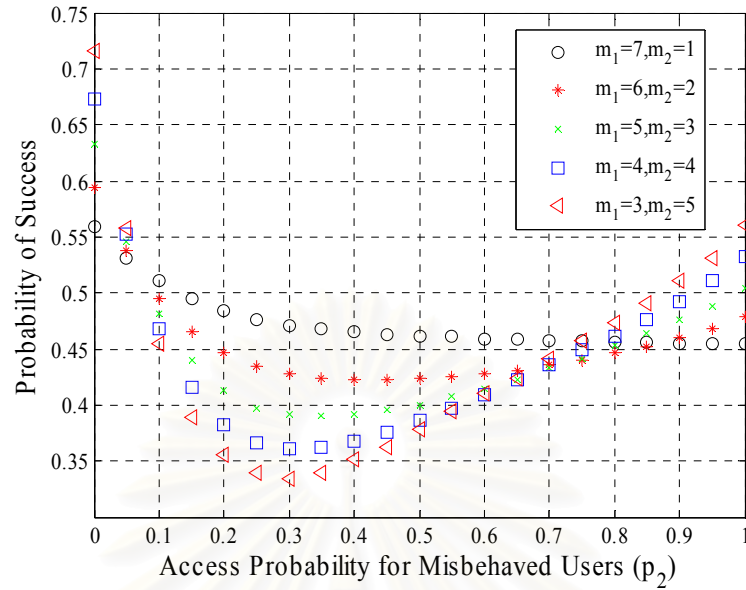 0.75
0.7
0.65
0.6
0.55
0.5
0.45
0.4
0.35
Probability of Success
m₁=7,m₂=1
m₁=6,m₂=2
m₁=5,m₂=3
m₁=4,m₂=4
m₁=3,m₂=5
0 0.1 0.2 0.3 0.4 0.5 0.6 0.7 0.8 0.9 1
Access Probability for Misbehaved Users (p₂)